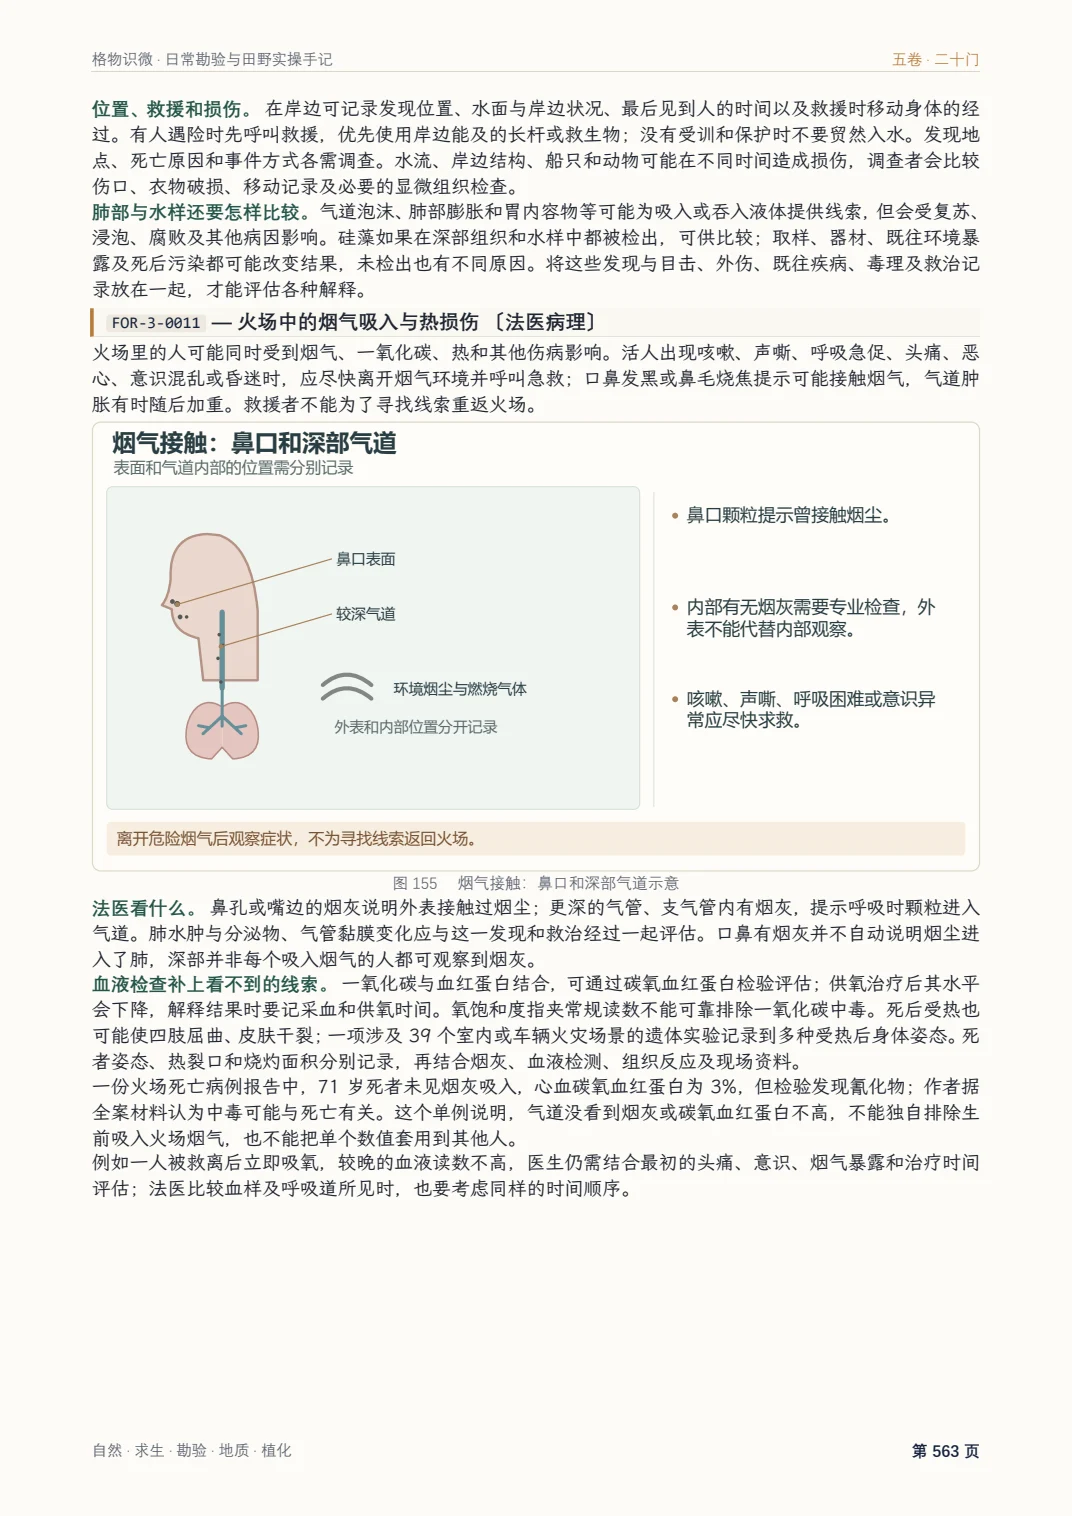 格物识微 · 日常勘验与田野实操手记
五卷 · 二十门
位置、救援和损伤。 在岸边可记录发现位置、水面与岸边状况、最后见到人的时间以及救援时移动身体的经
过。有人遇险时先呼叫救援，优先使用岸边能及的长杆或救生物；没有受训和保护时不要贸然入水。发现地
点、死亡原因和事件方式各需调查。水流、岸边结构、船只和动物可能在不同时间造成损伤，调查者会比较
伤口、衣物破损、移动记录及必要的显微组织检查。
肺部与水样还要怎样比较。气道泡沫、肺部膨胀和胃内容物等可能为吸入或吞入液体提供线索，但会受复苏、
浸泡、腐败及其他病因影响。硅藻如果在深部组织和水样中都被检出，可供比较；取样、器材、既往环境暴
露及死后污染都可能改变结果，未检出也有不同原因。将这些发现与目击、外伤、既往疾病、毒理及救治记
录放在一起，才能评估各种解释。
FOR-3-0011 — 火场中的烟气吸入与热损伤 〔法医病理〕
火场里的人可能同时受到烟气、一氧化碳、热和其他伤病影响。活人出现咳嗽、声嘶、呼吸急促、头痛、恶
心、意识混乱或昏迷时，应尽快离开烟气环境并呼叫急救；口鼻发黑或鼻毛烧焦提示可能接触烟气，气道肿
胀有时随后加重。救援者不能为了寻找线索重返火场。
烟气接触：鼻口和深部气道
表面和气道内部的位置需分别记录
鼻口表面
较深气道
环境烟尘与燃烧气体
外表和内部位置分开记录
• 鼻口颗粒提示曾接触烟尘。
• 内部有无烟灰需要专业检查，外
表不能代替内部观察。
• 咳嗽、声嘶、呼吸困难或意识异
常应尽快求救。
离开危险烟气后观察症状，不为寻找线索返回火场。
图 155 烟气接触：鼻口和深部气道示意
法医看什么。 鼻孔或嘴边的烟灰说明外表接触过烟尘；更深的气管、支气管内有烟灰，提示呼吸时颗粒进入
气道。肺水肿与分泌物、气管黏膜变化应与这一发现和救治经过一起评估。口鼻有烟灰并不自动说明烟尘进
入了肺，深部并非每个吸入烟气的人都可观察到烟灰。
血液检查补上看不到的线索。 一氧化碳与血红蛋白结合，可通过碳氧血红蛋白检验评估；供氧治疗后其水平
会下降，解释结果时要记采血和供氧时间。氧饱和度指夹常规读数不能可靠排除一氧化碳中毒。死后受热也
可能使四肢屈曲、皮肤干裂；一项涉及 39 个室内或车辆火灾场景的遗体实验记录到多种受热后身体姿态。死
者姿态、热裂口和烧灼面积分别记录，再结合烟灰、血液检测、组织反应及现场资料。
一份火场死亡病例报告中，71 岁死者未见烟灰吸入，心血碳氧血红蛋白为 3%，但检验发现氰化物；作者据
全案材料认为中毒可能与死亡有关。这个单例说明，气道没看到烟灰或碳氧血红蛋白不高，不能独自排除生
前吸入火场烟气，也不能把单个数值套用到其他人。
例如一人被救离后立即吸氧，较晚的血液读数不高，医生仍需结合最初的头痛、意识、烟气暴露和治疗时间
评估；法医比较血样及呼吸道所见时，也要考虑同样的时间顺序。
自然 · 求生 · 勘验 · 地质 · 植化
第 563 页